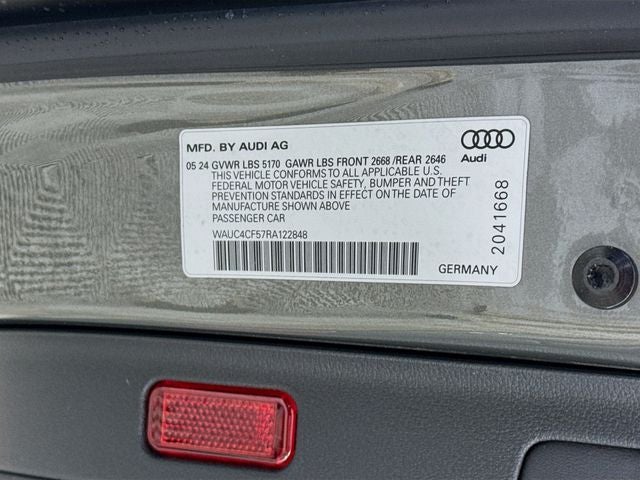 MFD. BY AUDI AG
Audi
05 24 GVWR LBS 5170 GAWR LBS FRONT 2668 /REAR 2646
THIS VEHICLE CONFORMS TO ALL APPLICABLE U.S.
FEDERAL MOTOR VEHICLE SAFETY, BUMPER AND THEFT
PREVENTION STANDARDS IN EFFECT ON THE DATE OF
MANUFACTURE SHOWN ABOVE
PASSENGER CAR
WAUC4CF57RA122848
GERMANY
2041668